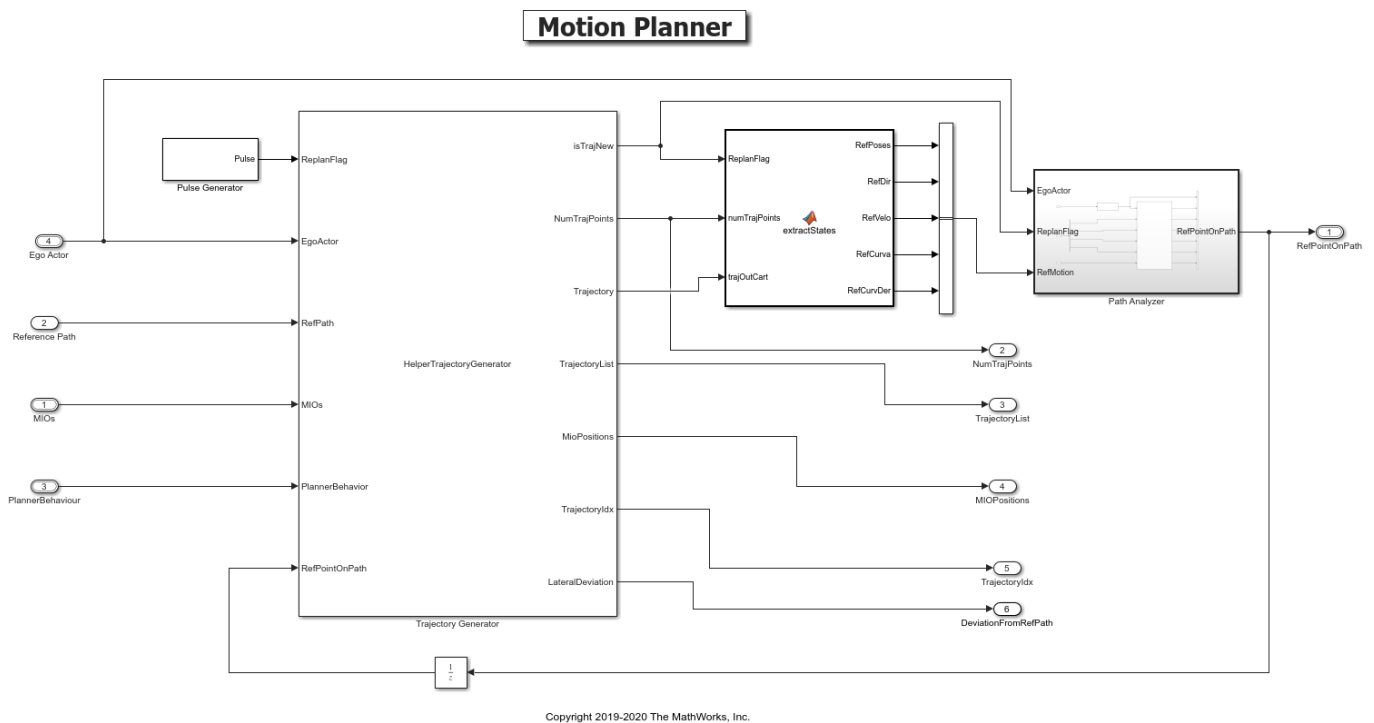 Motion Planner
Pulse
Pulse Generator
4
Ego Actor
2
Reference Path
1
MIOs
3
PlannerBehaviour
ReplanFlag
EgoActor
RefPath
MIOs
PlannerBehavior
RefPointOnPath
HelperTrajectoryGenerator
isTrajNew
NumTrajPoints
Trajectory
TrajectoryList
MioPositions
TrajectoryIdx
LateralDeviation
Trajectory Generator
ReplanFlag
numTrajPoints
trajOutCart
extractStates
RefPoses
RefDir
RefVelo
RefCurva
RefCurvDer
EgoActor
ReplanFlag
RefMotion
RefPointOnPath
Path Analyzer
1
RefPointOnPath
2
NumTrajPoints
3
TrajectoryList
4
MIOPositions
5
TrajectoryIdx
6
DeviationFromRefPath
1
z
Copyright 2019-2020 The MathWorks, Inc.